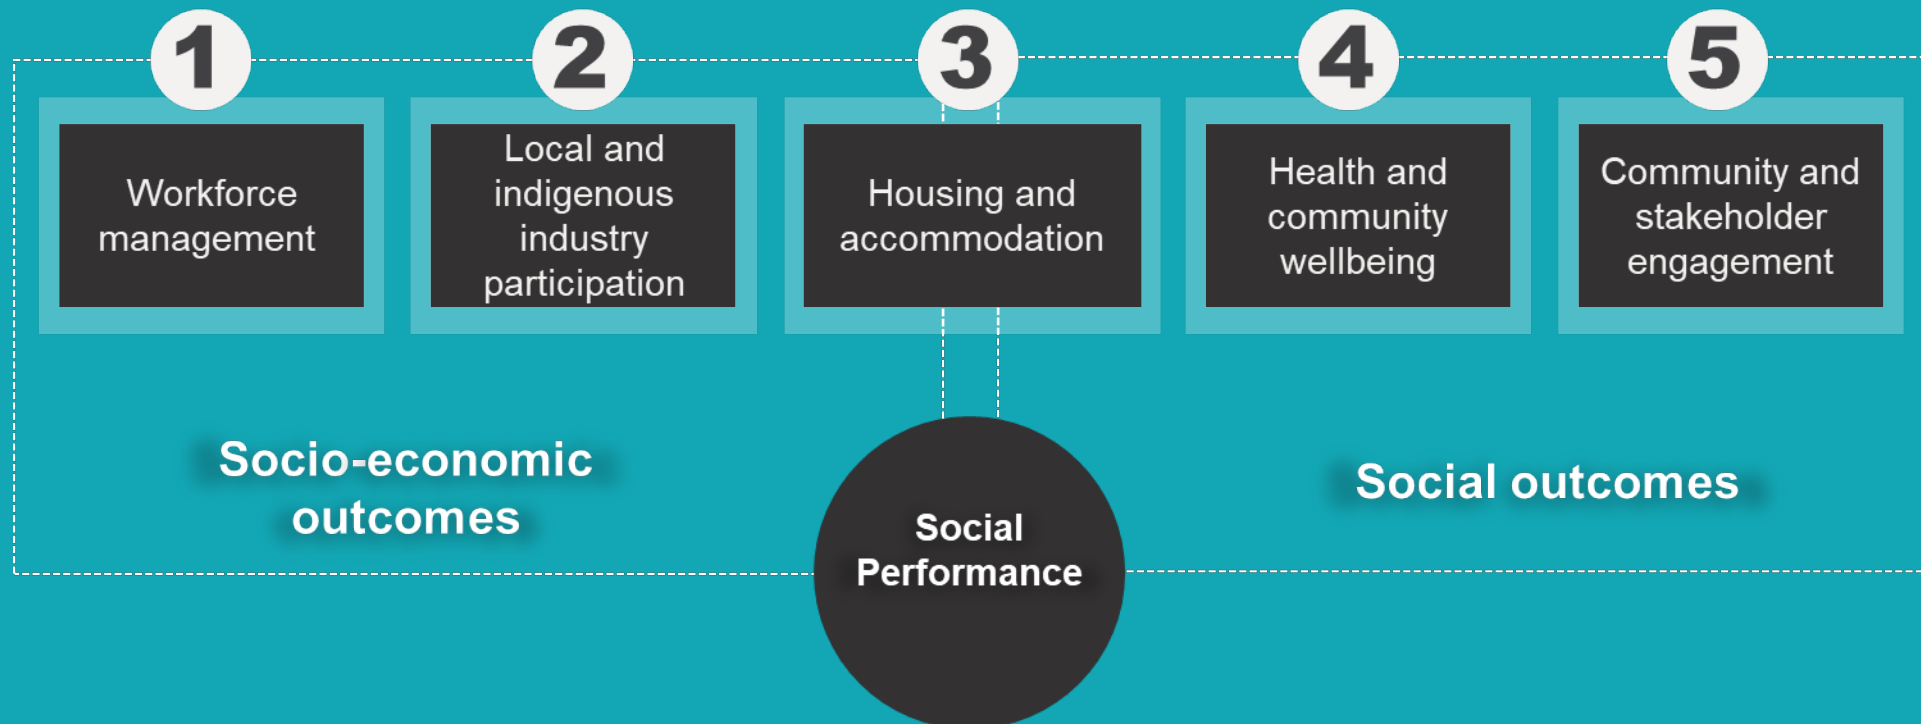 1
Workforce
management
2
Local and
indigenous
industry
participation
3
Housing and
accommodation
4
Health and
community
wellbeing
5
Community and
stakeholder
engagement
Socio-economic
outcomes
Social
Performance
Social outcomes